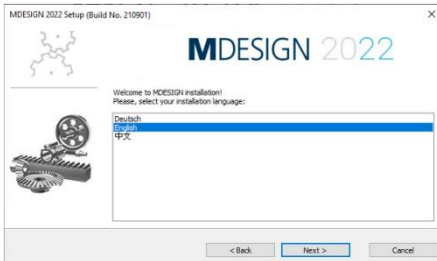 MDESIGN 2022 Setup (Build No. 210901)
MDESIGN 2022
Welcome to MDESIGN installation!
Please, select your installation language:
Deutsch
English
中文
< Back
Next >
Cancel